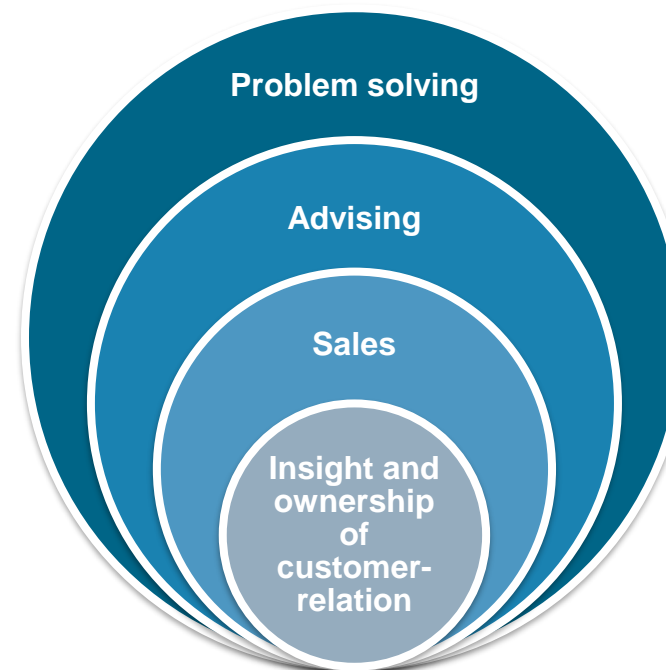 Problem solving
Advising
Sales
Insight and
ownership
of
customer-
relation